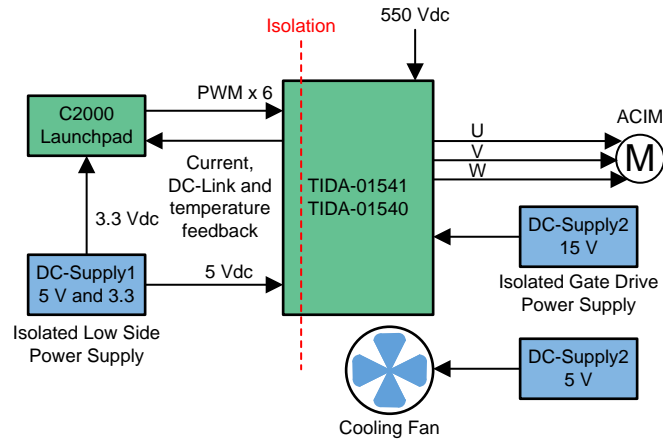 Isolation
550 Vdc
C2000
Launchpad
PWM x 6
Current,
DC-Link and
temperature
feedback
TIDA-01541
TIDA-01540
U
V
W
ACIM
M
3.3 Vdc
DC-Supply1
5 V and 3.3
5 Vdc
Isolated Low Side
Power Supply
DC-Supply2
15 V
Isolated Gate Drive
Power Supply
DC-Supply2
5 V
Cooling Fan